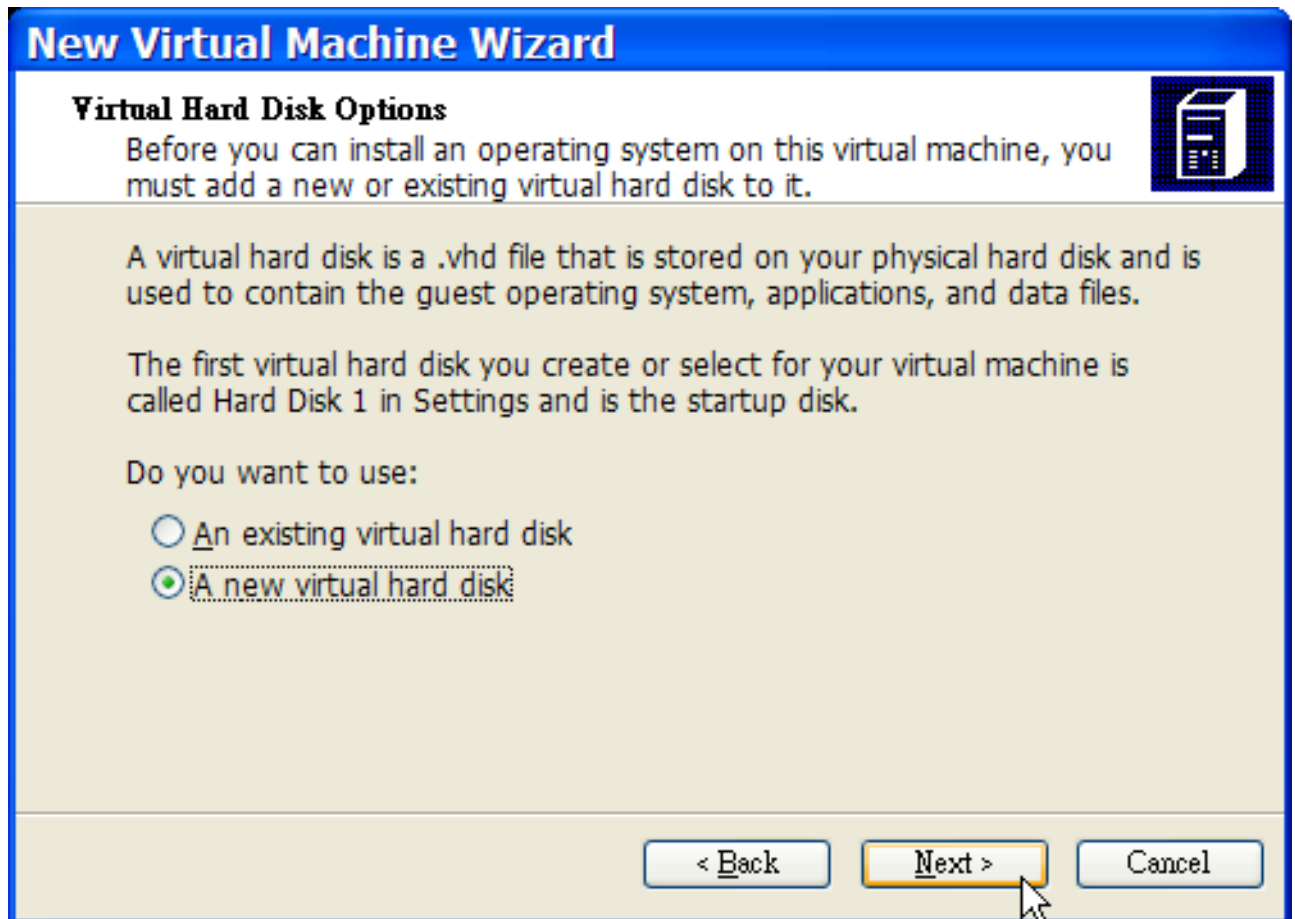 New Virtual Machine Wizard
Virtual Hard Disk Options
Before you can install an operating system on this virtual machine, you
must add a new or existing virtual hard disk to it.
A virtual hard disk is a .vhd file that is stored on your physical hard disk and is
used to contain the guest operating system, applications, and data files.
The first virtual hard disk you create or select for your virtual machine is
called Hard Disk 1 in Settings and is the startup disk.
Do you want to use:
An existing virtual hard disk
A new virtual hard disk
< Back
Next >
Cancel